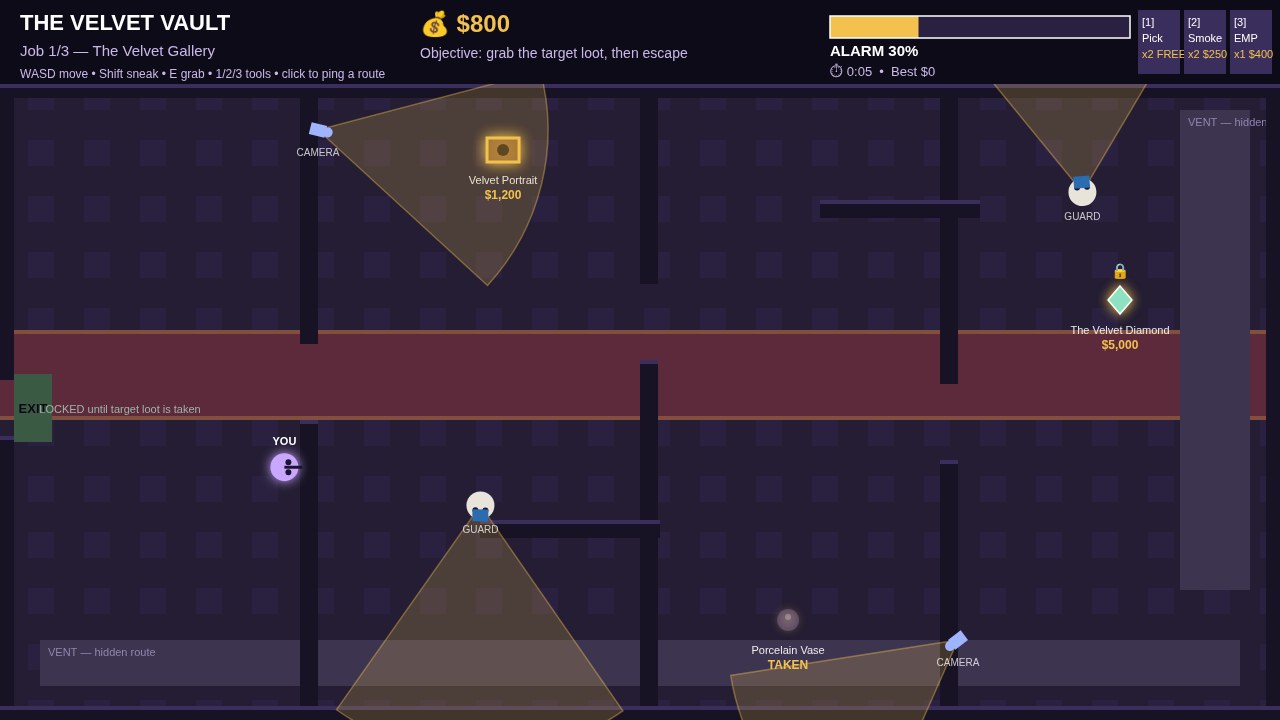 THE VELVET VAULT
Job 1/3 — The Velvet Gallery
WASD move • Shift sneak • E grab • 1/2/3 tools • click to ping a route
💰 $800
Objective: grab the target loot, then escape
ALARM 30%
⏱ 0:05 • Best $0
[1]
Pick
x2 FREE
[2]
Smoke
x2 $250
[3]
EMP
x1 $400
CAMERA
Velvet Portrait
$1,200
GUARD
VENT — hidden
🔒
The Velvet Diamond
$5,000
EXIT
LOCKED until target loot is taken
YOU
GUARD
VENT — hidden route
Porcelain Vase
TAKEN
CAMERA